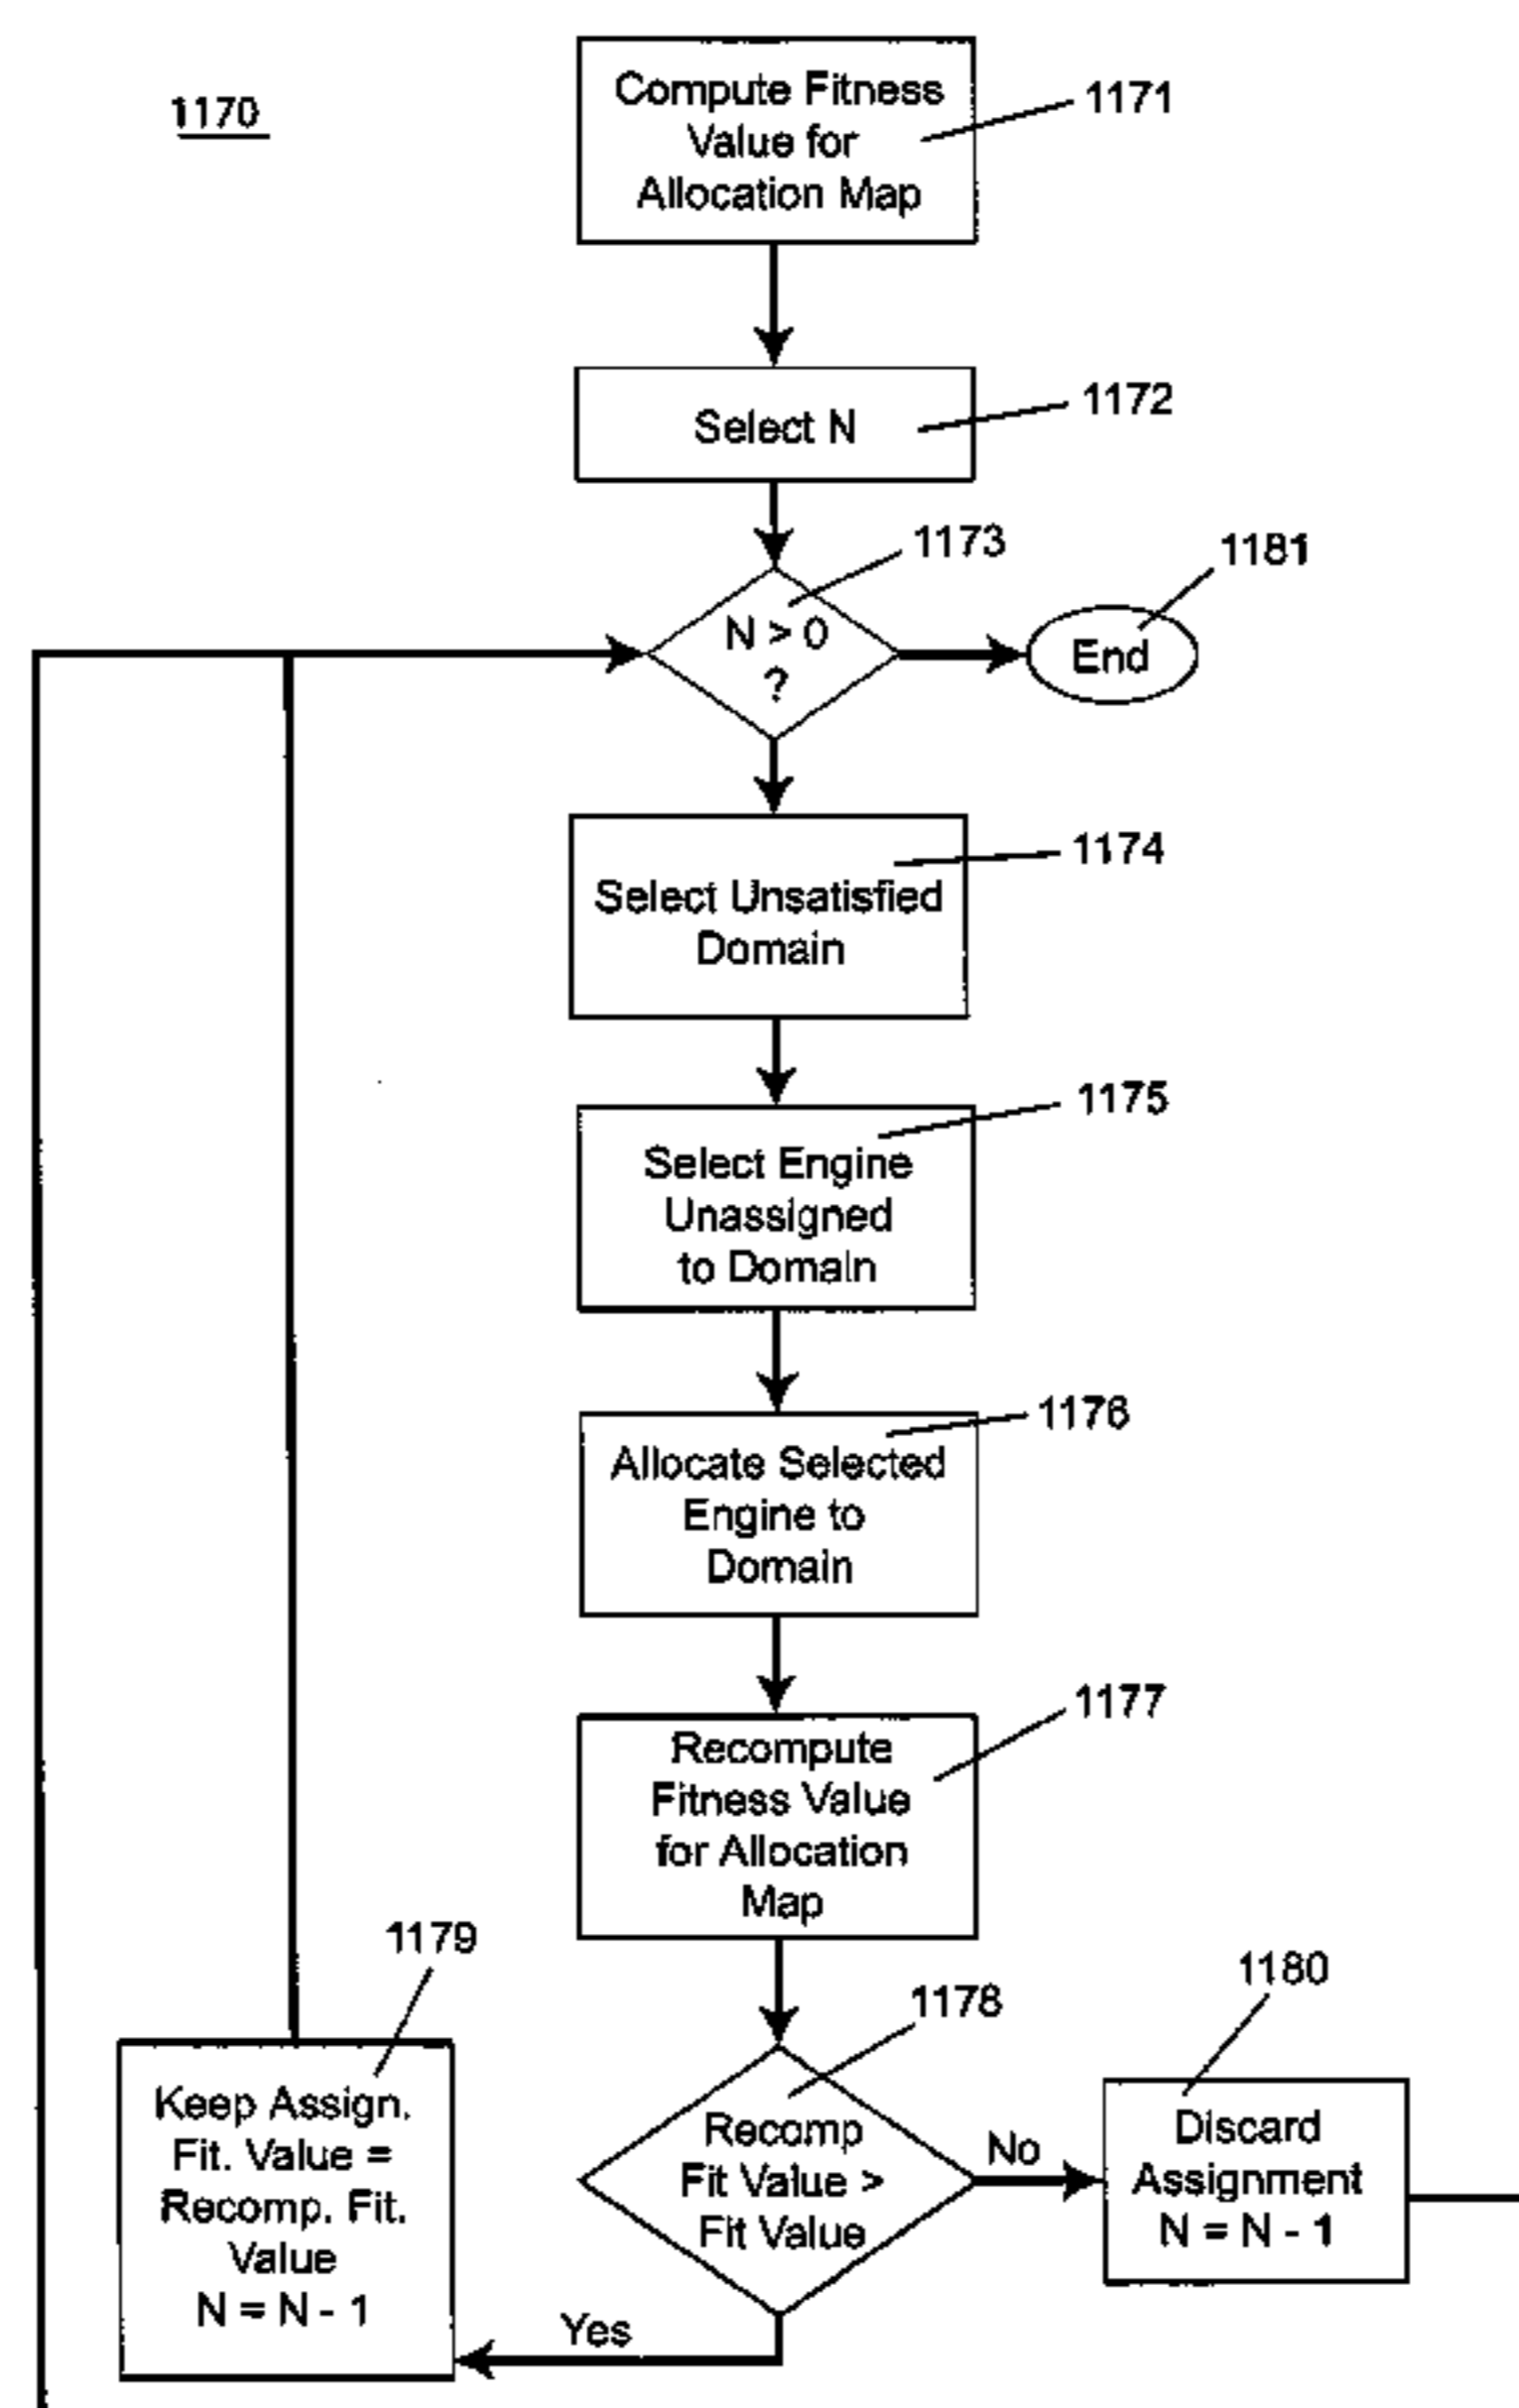 1170
Compute Fitness
Value for
Allocation Map
1171
Select N
1172
1173
N > 0
?
1181
End
1174
Select Unsatisfied
Domain
1175
Select Engine
Unassigned
to Domain
1176
Allocate Selected
Engine to
Domain
1177
Recompute
Fitness Value
for Allocation
Map
1178
Recomp
Fit Value >
Fit Value
1179
Keep Assign.
Fit. Value =
Recomp. Fit.
Value
N = N - 1
Yes
No
1180
Discard
Assignment
N = N - 1